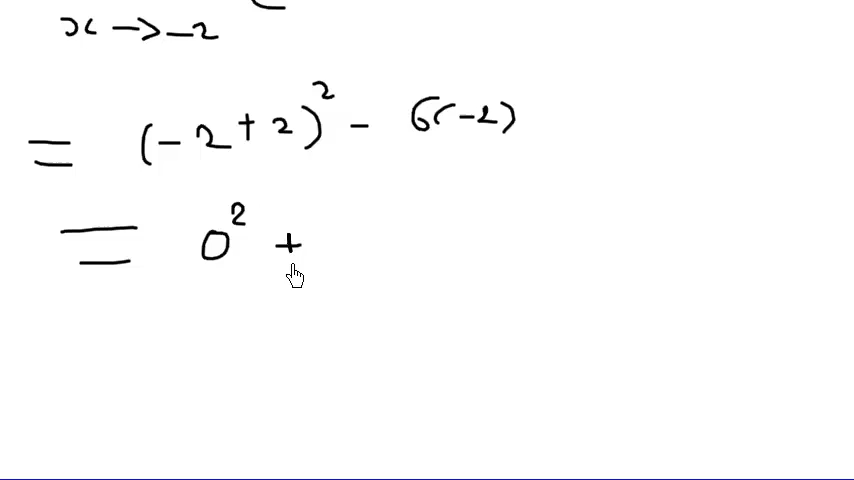 x → -2
= (-2+2)² - 6(-2)
= 0² +